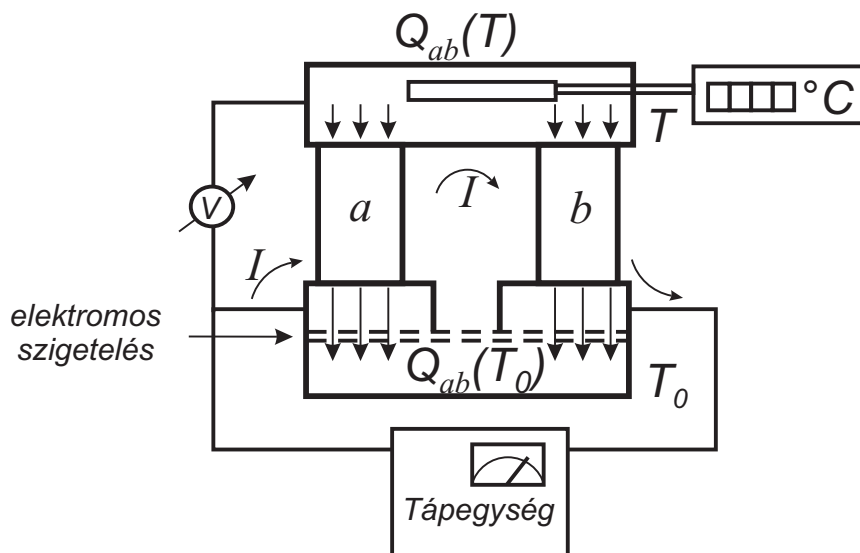 Q_ab(T)
°C
T
V
a
I
b
I
elektromos
szigetelés
Q_ab(T_0)
T_0
Tápegység